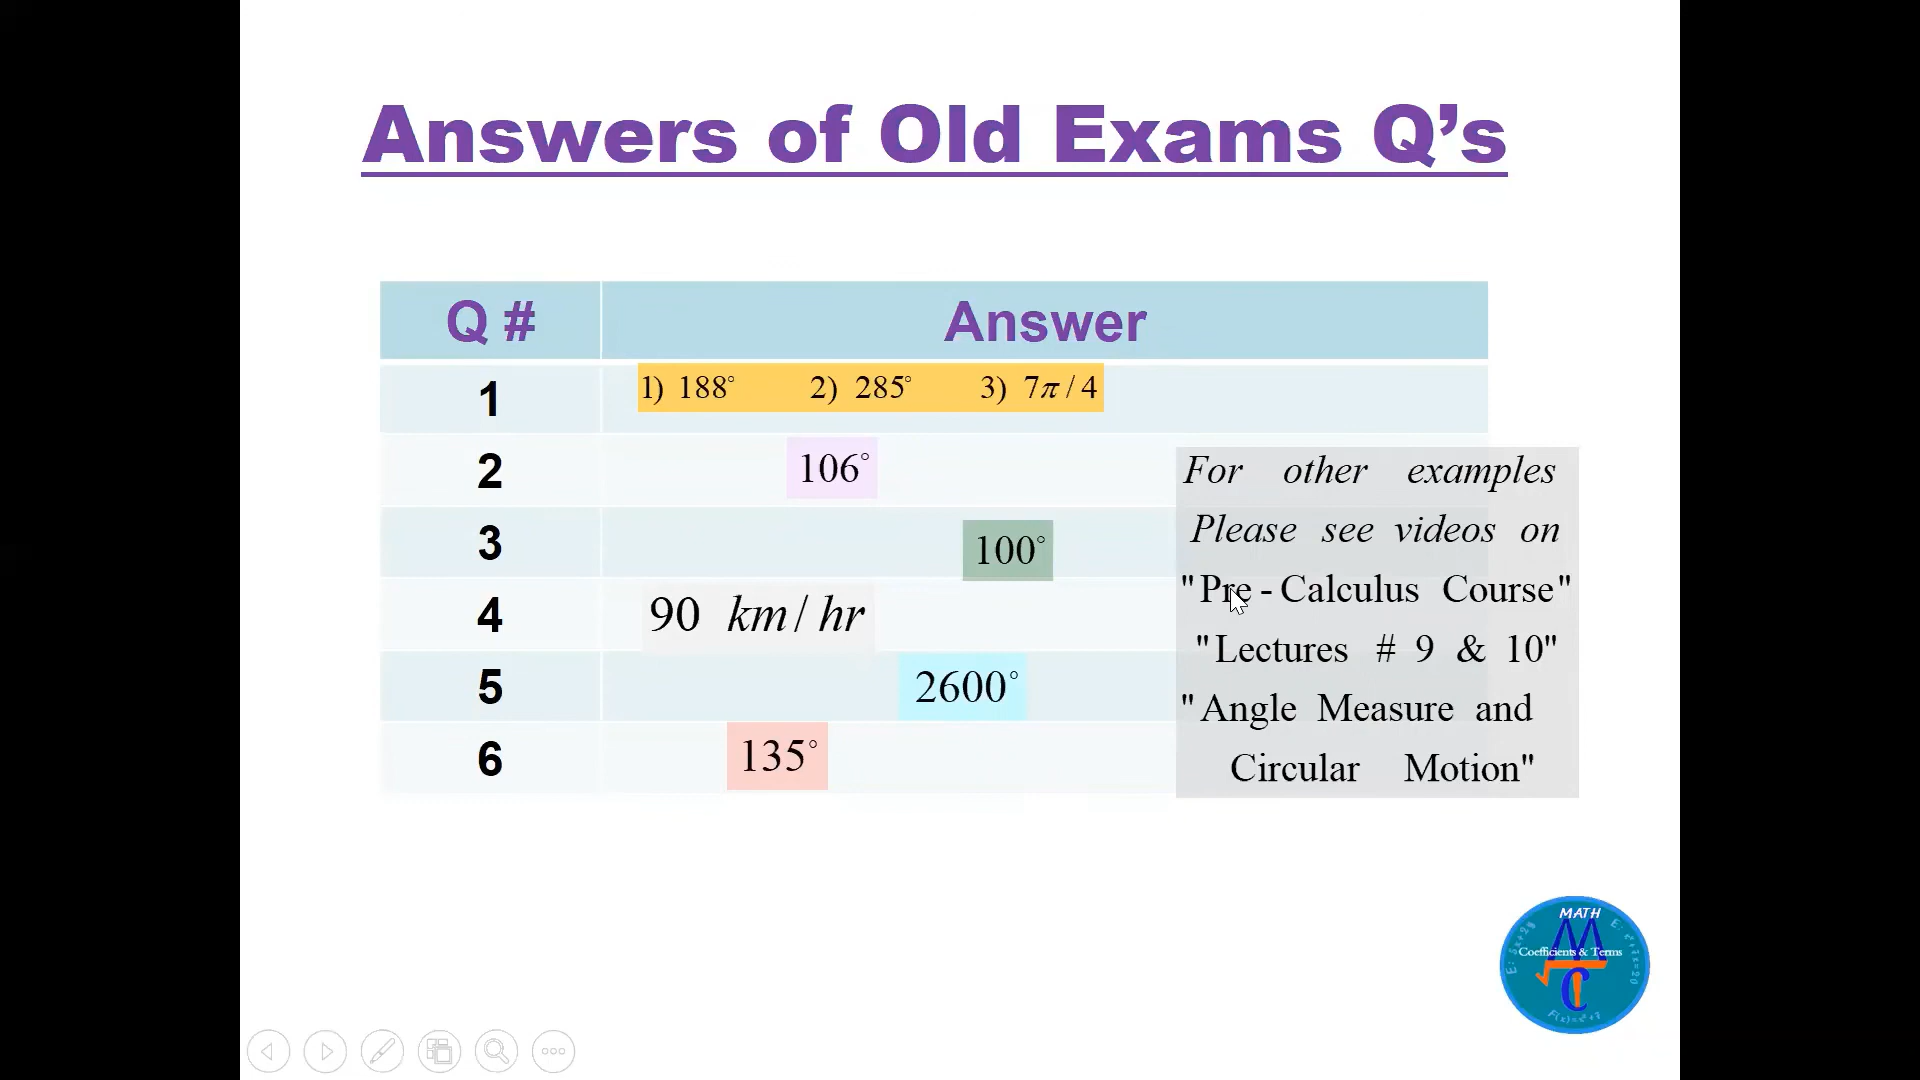 Answers of Old Exams Q's
Q # Answer
1 1) 188° 2) 285° 3) 7π / 4
2 106°
3 100°
4 90 km / hr
5 2600°
6 135°
For other examples
Please see videos on
"Pre - Calculus Course"
"Lectures # 9 & 10"
"Angle Measure and
Circular Motion"
MATH
Coefficients & Terms